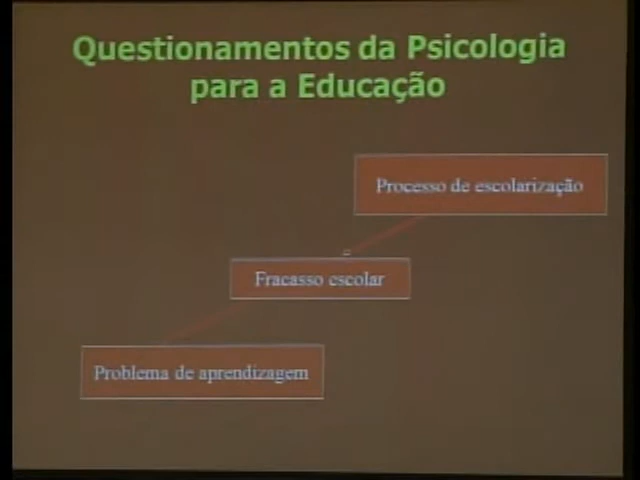 Questionamentos da Psicologia
para a Educação
Processo de escolarização
Fracasso escolar
Problema de aprendizagem